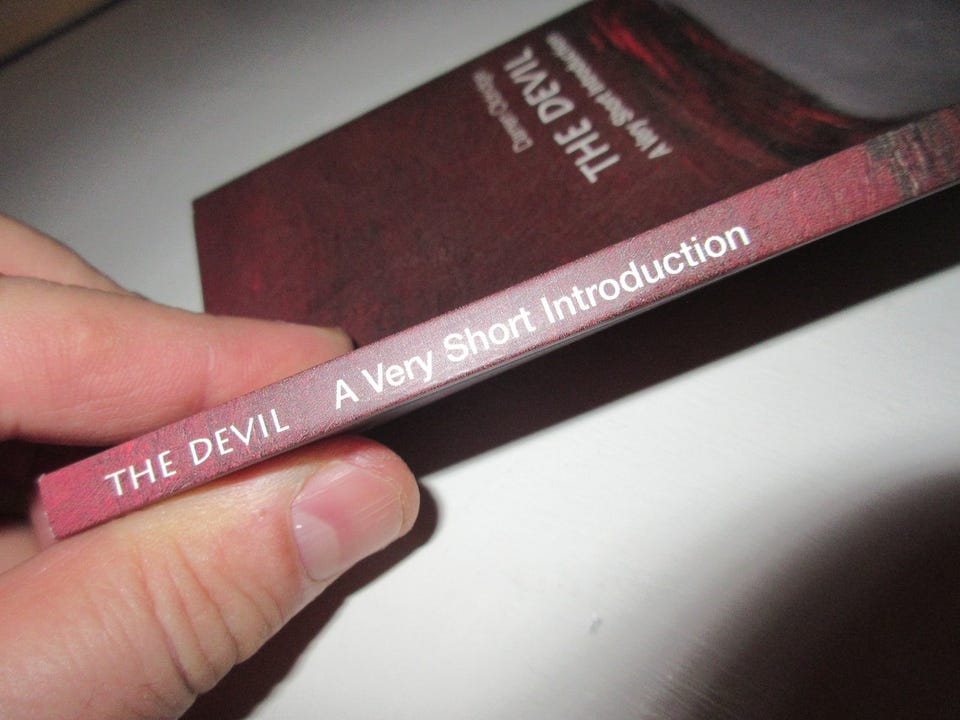 THE DEVIL A Very Short Introduction
Darren Oldridge
THE DEVIL
A Very Short Introduction